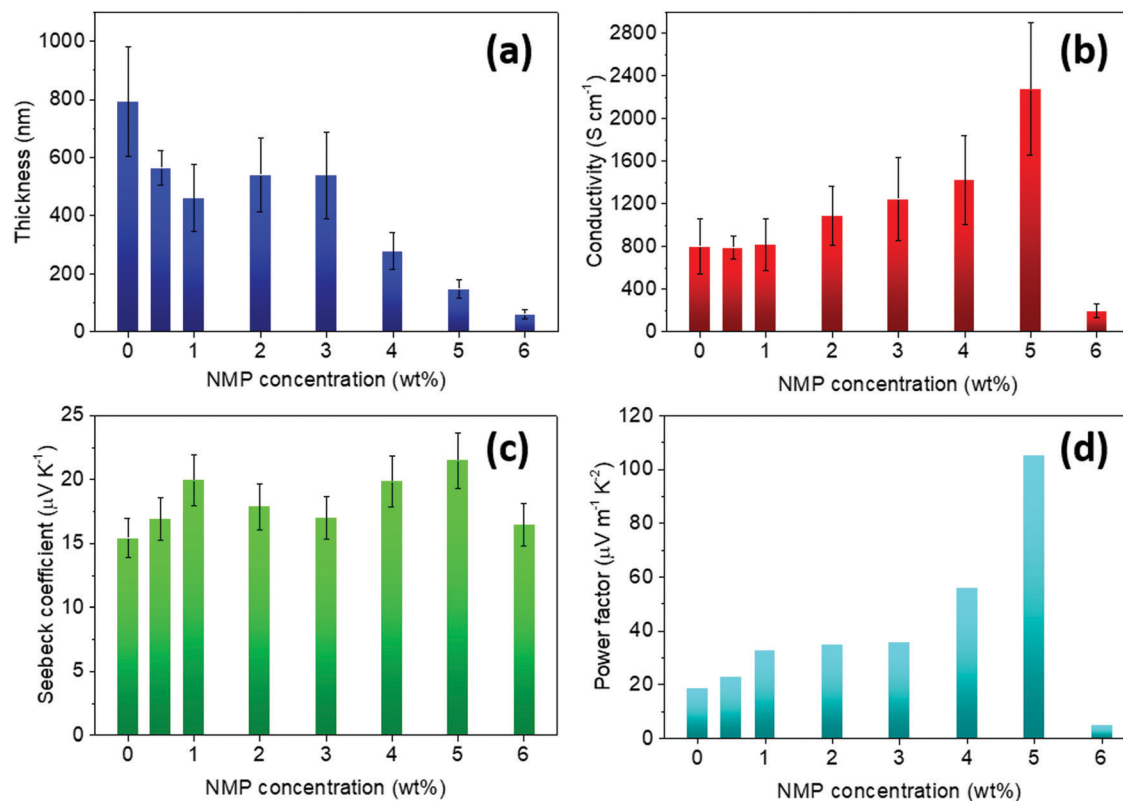 (a)
Thickness (nm)
1000
800
600
400
200
0
0 1 2 3 4 5 6
NMP concentration (wt%)
(b)
Conductivity (S cm⁻¹)
2800
2400
2000
1600
1200
800
400
0
0 1 2 3 4 5 6
NMP concentration (wt%)
(c)
Seebeck coefficient (μV K⁻¹)
25
20
15
10
5
0
0 1 2 3 4 5 6
NMP concentration (wt%)
(d)
Power factor (μV m⁻¹ K⁻²)
120
100
80
60
40
20
0
0 1 2 3 4 5 6
NMP concentration (wt%)